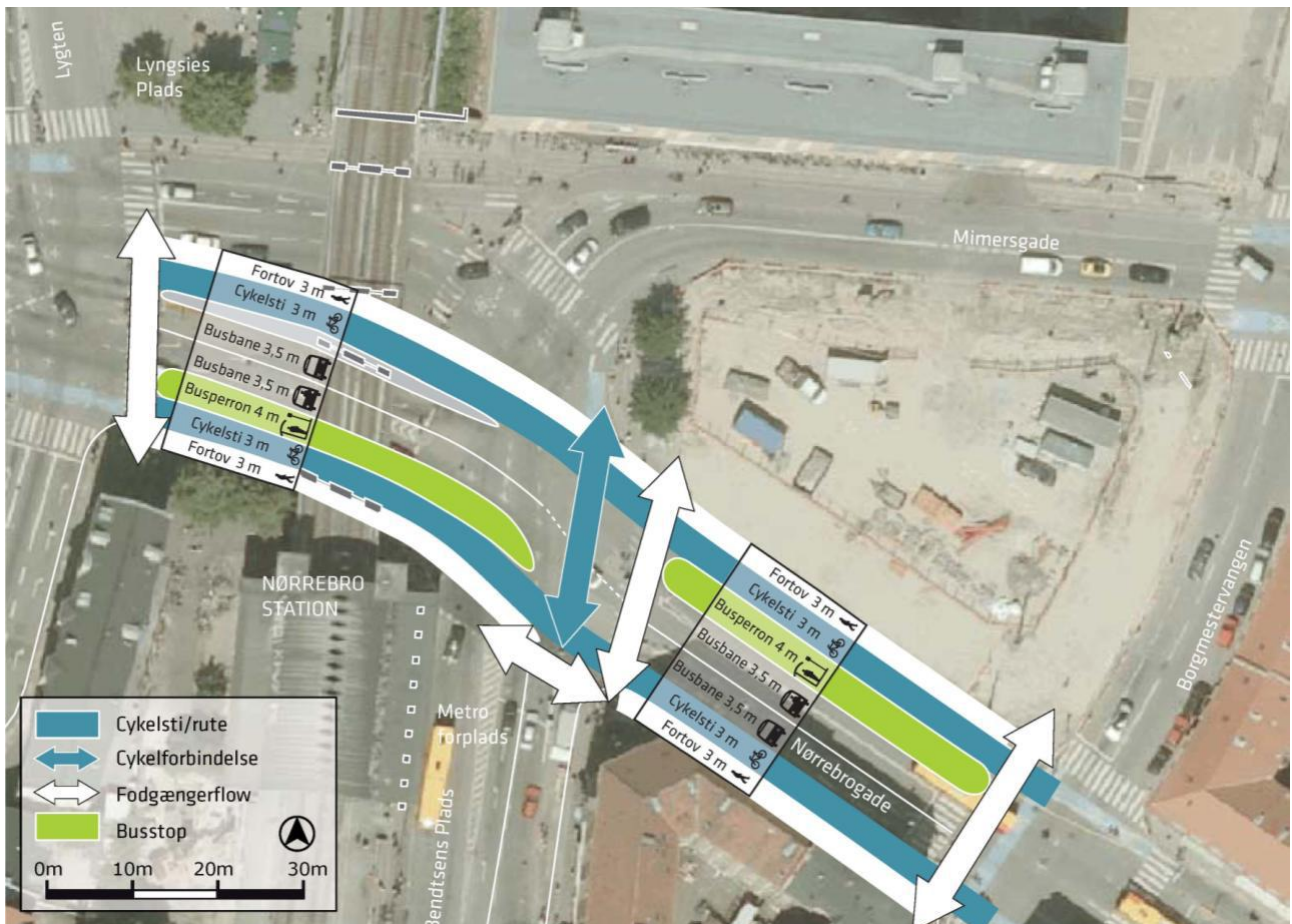 Lygten
Lyngsies
Plads
Mimersgade
Fortov 3 m
Cykelsti 3 m
Busbane 3,5 m
Busbane 3,5 m
Busperron 4 m
Cykelsti 3 m
Fortov 3 m
NØRREBRO
STATION
Fortov 3 m
Cykelsti 3 m
Busperron 4 m
Busbane 3,5 m
Busbane 3,5 m
Cykelsti 3 m
Fortov 3 m
Borgmestervangen
Metro
forplads
Nørrebrogade
Bendtsens Plads
Cykelsti/rute
Cykelforbindelse
Fodgængerflow
Busstop
0m 10m 20m 30m